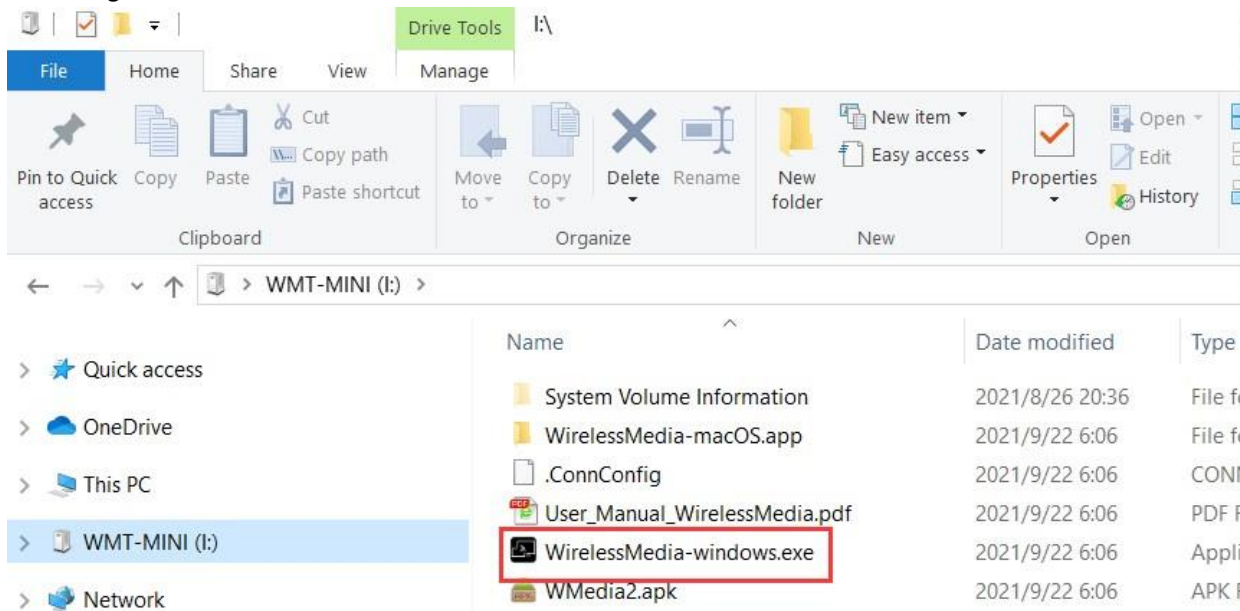 Drive Tools I:\
File Home Share View Manage
Pin to Quick access
Copy
Paste
Cut
Copy path
Paste shortcut
Clipboard
Move to
Copy to
Delete
Rename
Organize
New folder
New item
Easy access
New
Properties
Open
Edit
History
Open
WMT-MINI (I:)
Quick access
OneDrive
This PC
WMT-MINI (I:)
Network
Name Date modified Type
System Volume Information 2021/8/26 20:36 File
WirelessMedia-macOS.app 2021/9/22 6:06 File
.ConnConfig 2021/9/22 6:06
User_Manual_WirelessMedia.pdf 2021/9/22 6:06 PDF
WirelessMedia-windows.exe 2021/9/22 6:06
WMedia2.apk 2021/9/22 6:06 APK